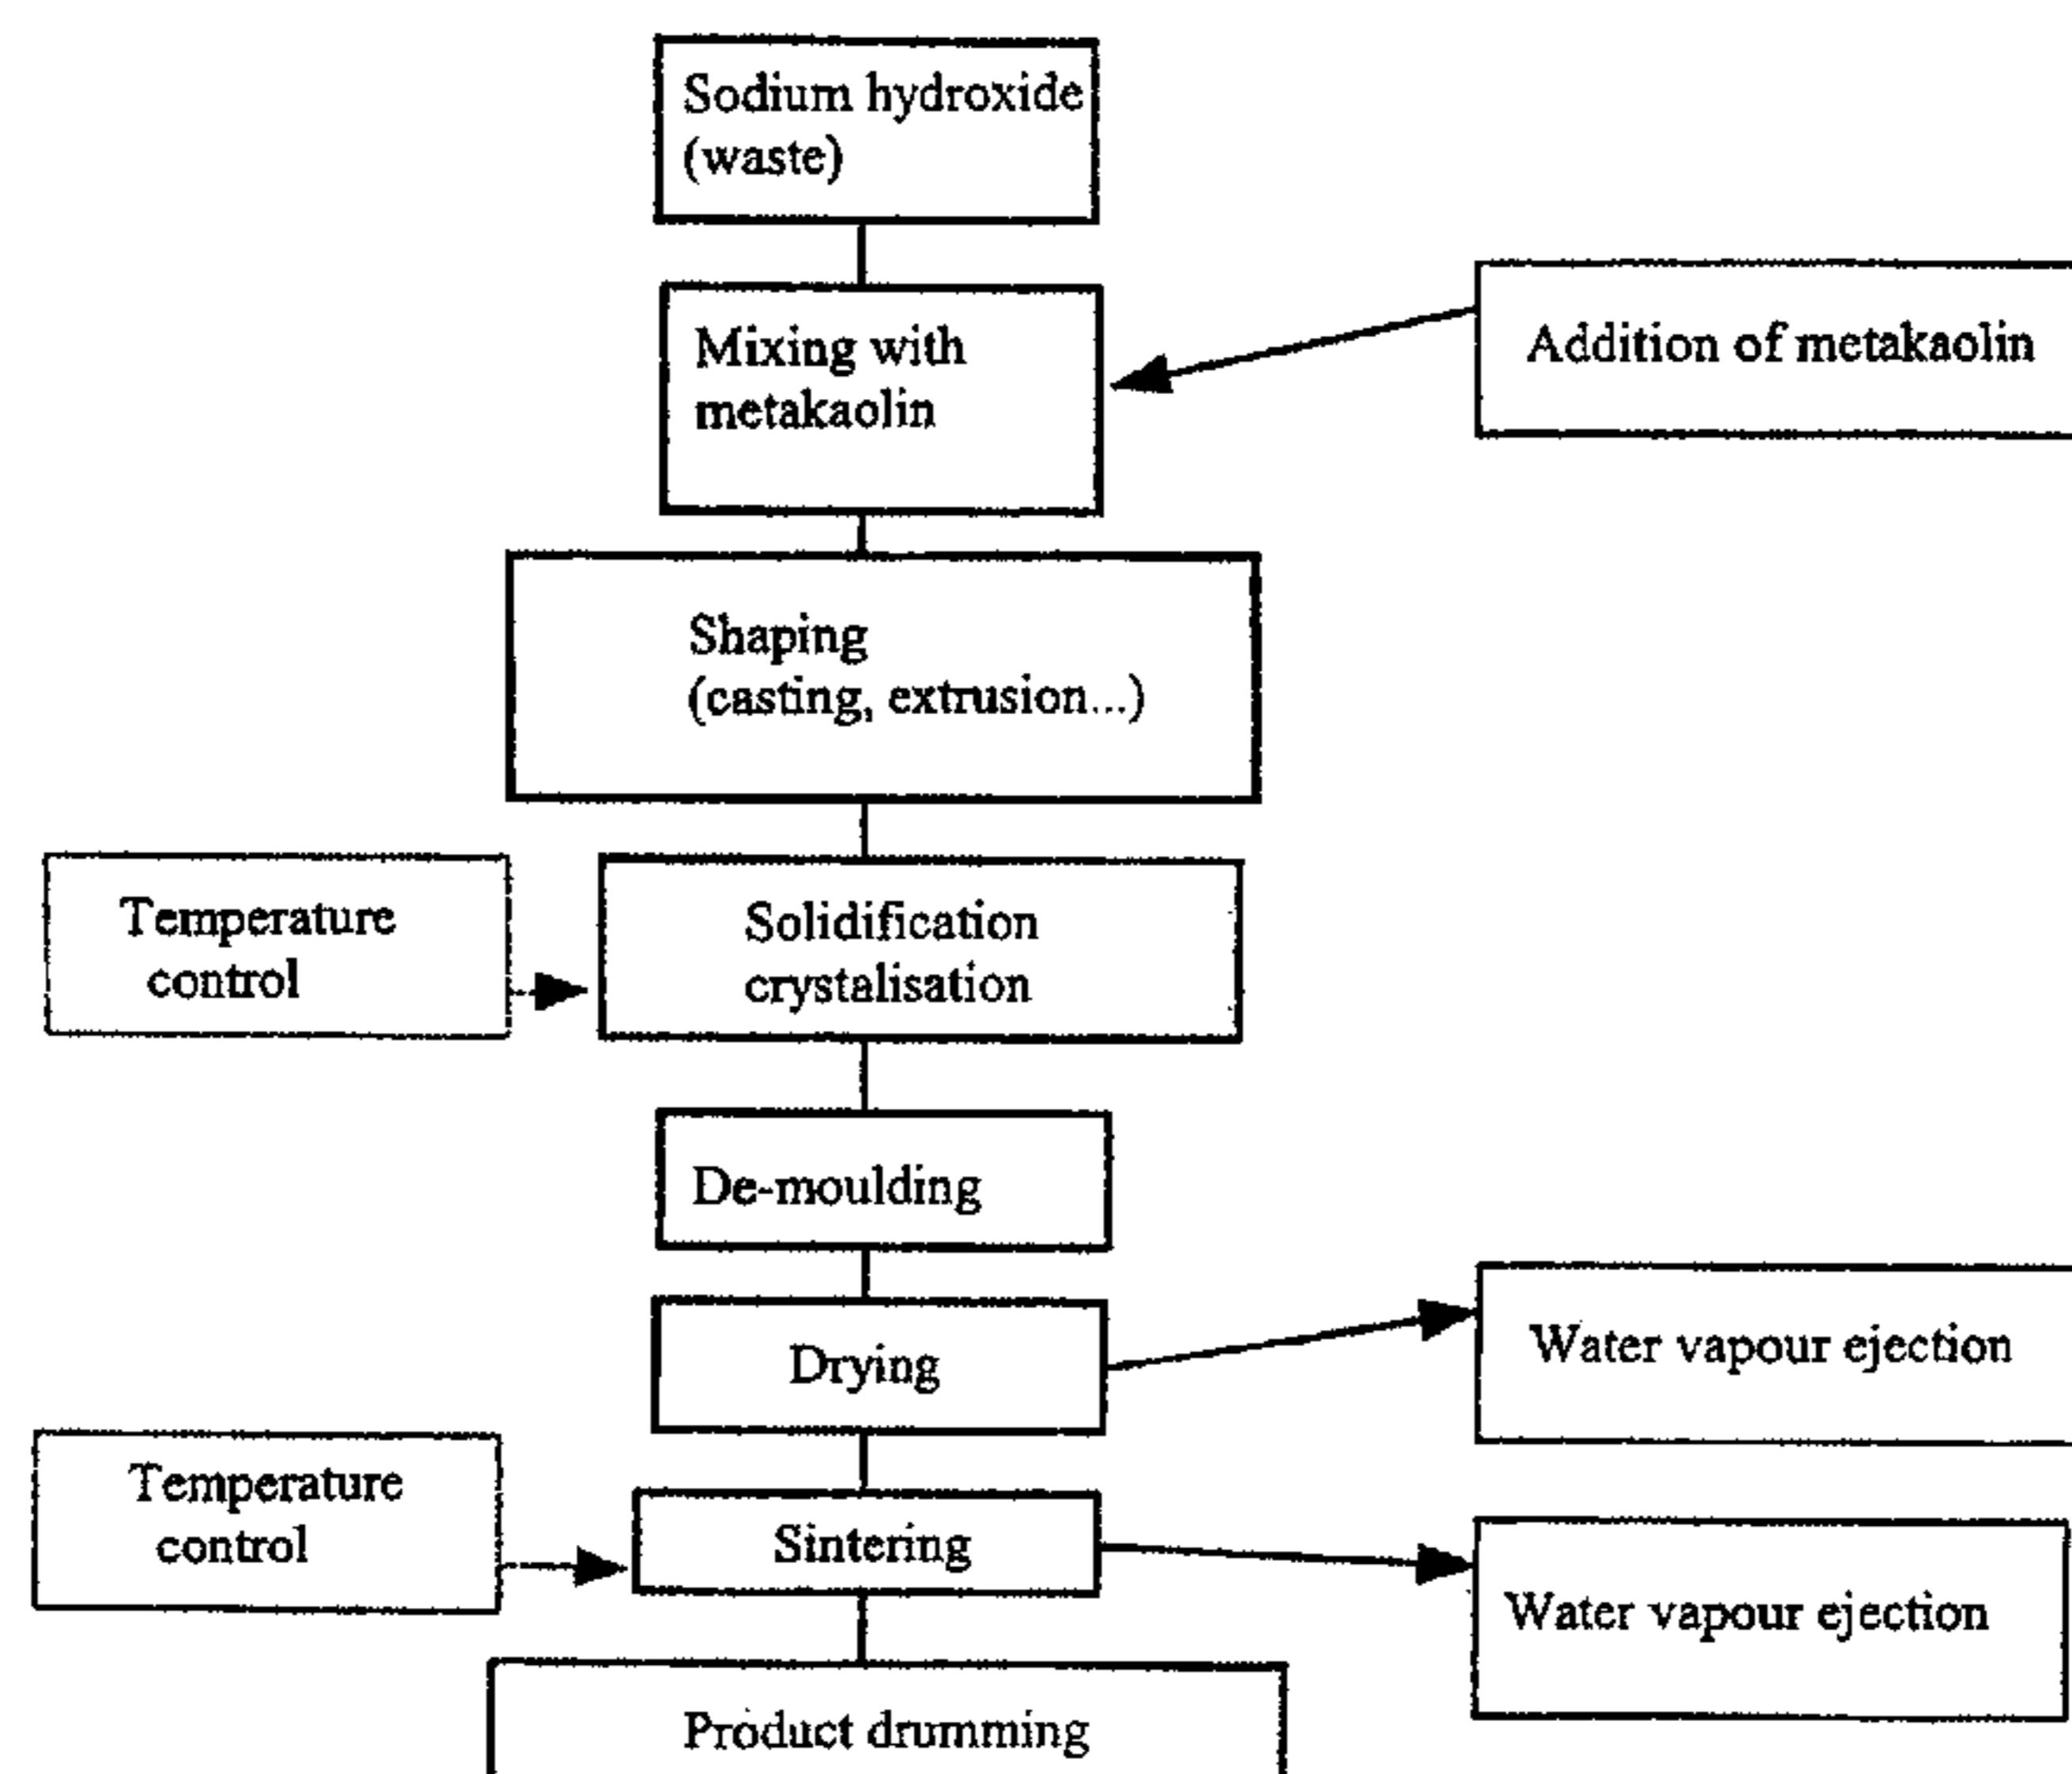 Sodium hydroxide
(waste)
Mixing with
metakaolin
Addition of metakaolin
Shaping
(casting, extrusion...)
Temperature
control
Solidification
crystalisation
De-moulding
Drying
Water vapour ejection
Temperature
control
Sintering
Water vapour ejection
Product drumming